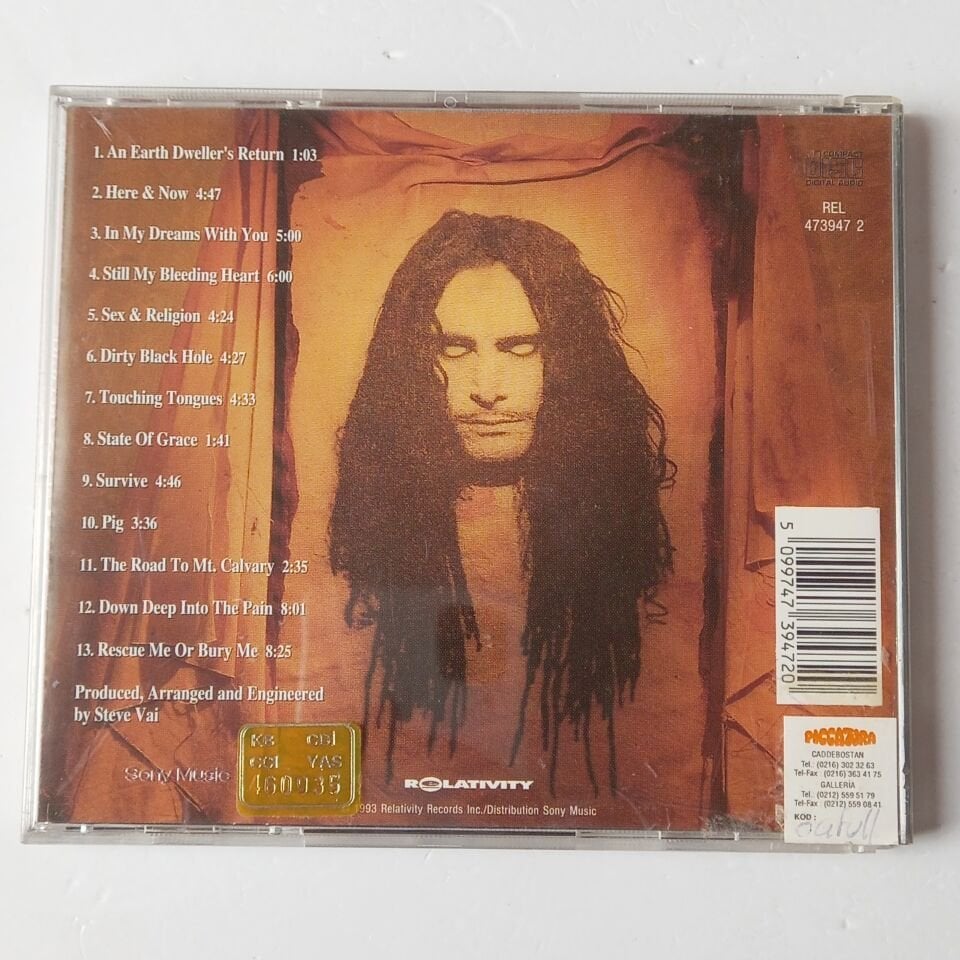 1. An Earth Dweller's Return 1:03
2. Here & Now 4:47
3. In My Dreams With You 5:00
4. Still My Bleeding Heart 6:00
5. Sex & Religion 4:24
6. Dirty Black Hole 4:27
7. Touching Tongues 4:33
8. State Of Grace 1:41
9. Survive 4:46
10. Pig 3:36
11. The Road To Mt. Calvary 2:35
12. Down Deep Into The Pain 8:01
13. Rescue Me Or Bury Me 8:25
Produced, Arranged and Engineered
by Steve Vai
Sony Music
460035
RELATIVITY
993 Relativity Records Inc./Distribution Sony Music
COMPACT
disc
DIGITAL AUDIO
REL
473947 2
5 099747 394720
PICCATURA
CADDEBOSTAN
Tel.: (0216) 302 32 63
Tel-Fax : (0216) 363 41 75
GALLERİA
Tel.: (0212) 559 51 79
Tel-Fax : (0212) 559 08 41
KOD :